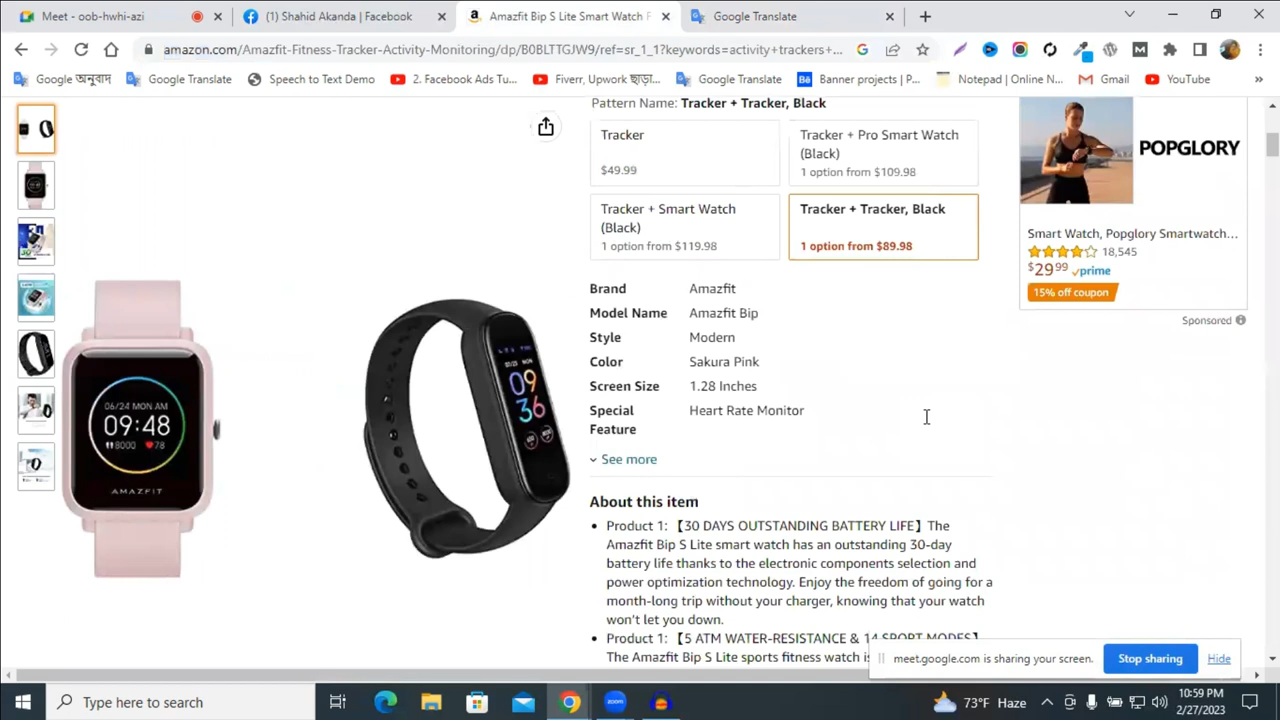 Meet - oob-hwhi-azi
(1) Shahid Akanda | Facebook
Amazfit Bip S Lite Smart Watch F
Google Translate
amazon.com/Amazfit-Fitness-Tracker-Activity-Monitoring/dp/B0BLTTGJW9/ref=sr_1_1?keywords=activity+trackers+...
Google অনুবাদ
Google Translate
Speech to Text Demo
2. Facebook Ads Tu...
Fiverr, Upwork ছাড়া...
Google Translate
Banner projects | P...
Notepad | Online N...
Gmail
YouTube
Pattern Name: Tracker + Tracker, Black
Tracker
$49.99
Tracker + Pro Smart Watch
(Black)
1 option from $109.98
Tracker + Smart Watch
(Black)
1 option from $119.98
Tracker + Tracker, Black
1 option from $89.98
Brand Amazfit
Model Name Amazfit Bip
Style Modern
Color Sakura Pink
Screen Size 1.28 Inches
Special Heart Rate Monitor
Feature
See more
About this item
Product 1: 【30 DAYS OUTSTANDING BATTERY LIFE】The
Amazfit Bip S Lite smart watch has an outstanding 30-day
battery life thanks to the electronic components selection and
power optimization technology. Enjoy the freedom of going for a
month-long trip without your charger, knowing that your watch
won't let you down.
Product 1: 【5 ATM WATER-RESISTANCE & 14 SPORT MODES】
The Amazfit Bip S Lite sports fitness watch is
POPGLORY
Smart Watch, Popglory Smartwatch...
18,545
$29⁹⁹ prime
15% off coupon
Sponsored
06/24 MON AM
09:48
8000 78
AMAZFIT
09
36
meet.google.com is sharing your screen.
Stop sharing
Hide
Type here to search
73°F Haze
10:59 PM
2/27/2023